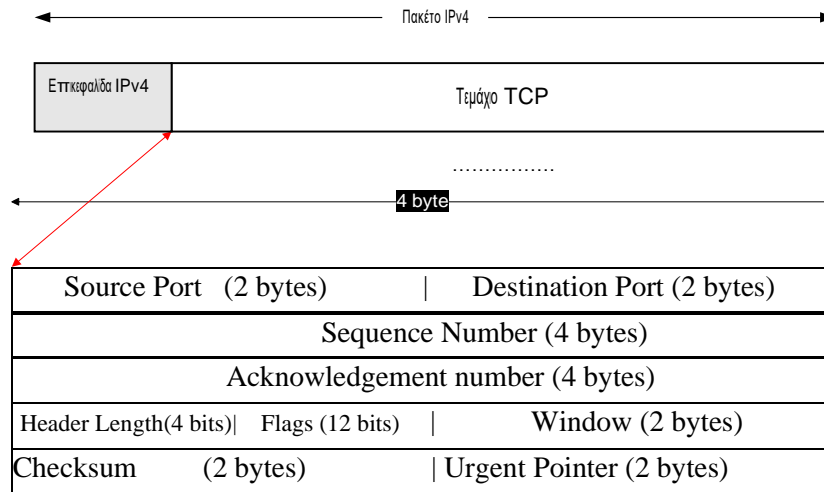 Πακέτο IPv4
Επικεφαλίδα IPv4
Τεμάχο TCP
................
4 byte
Source Port (2 bytes) | Destination Port (2 bytes)
Sequence Number (4 bytes)
Acknowledgement number (4 bytes)
Header Length(4 bits)| Flags (12 bits) | Window (2 bytes)
Checksum (2 bytes) | Urgent Pointer (2 bytes)